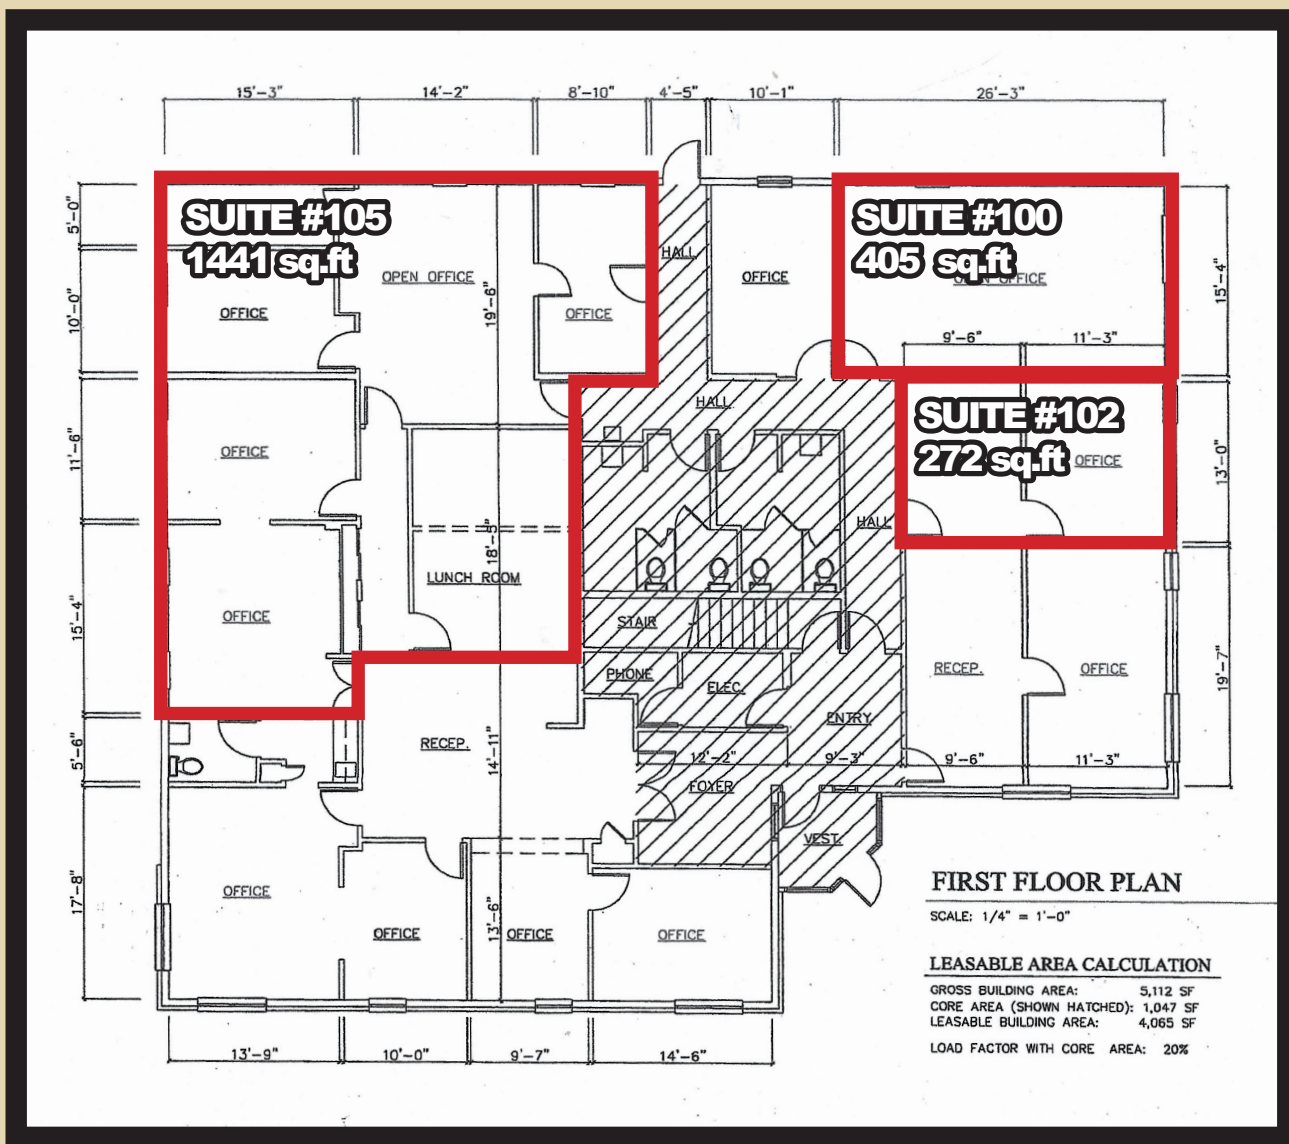 15'-3" 14'-2" 8'-10" 4'-5" 10'-1" 26'-3"
SUITE #105
1441 sq.ft
SUITE #100
405 sq.ft
5'-0"
10'-0"
11'-6"
15'-4"
5'-6"
17'-8"
OFFICE
OPEN OFFICE
19'-6"
OFFICE
HALL
OFFICE
OFFICE
15'-4"
9'-6" 11'-3"
OFFICE
HALL
SUITE #102
272 sq.ft
OFFICE
13'-0"
HALL
18'-5"
LUNCH ROOM
OFFICE
STAIR
PHONE
ELEC.
ENTRY
RECEP.
OFFICE
19'-7"
RECEP.
14'-11"
12'-2" 9'-3" 9'-6" 11'-3"
FOYER
VEST.
OFFICE
13'-6"
OFFICE
OFFICE
OFFICE
13'-9" 10'-0" 9'-7" 14'-6"
FIRST FLOOR PLAN
SCALE: 1/4" = 1'-0"
LEASABLE AREA CALCULATION
GROSS BUILDING AREA: 5,112 SF
CORE AREA (SHOWN HATCHED): 1,047 SF
LEASABLE BUILDING AREA: 4,065 SF
LOAD FACTOR WITH CORE AREA: 20%